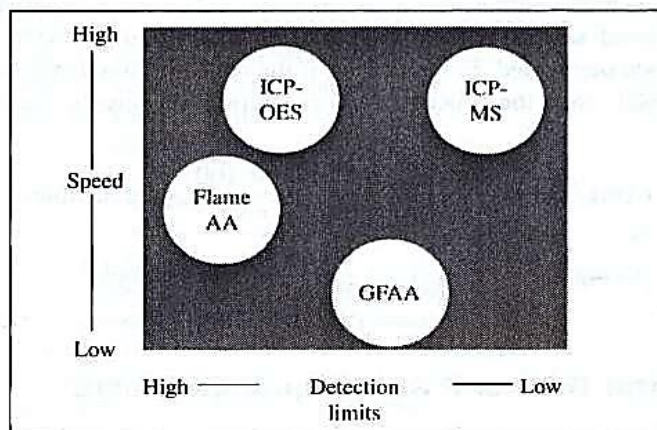 High
ICP-
OES
ICP-
MS
Speed
Flame
AA
GFAA
Low
High
Detection
limits
Low